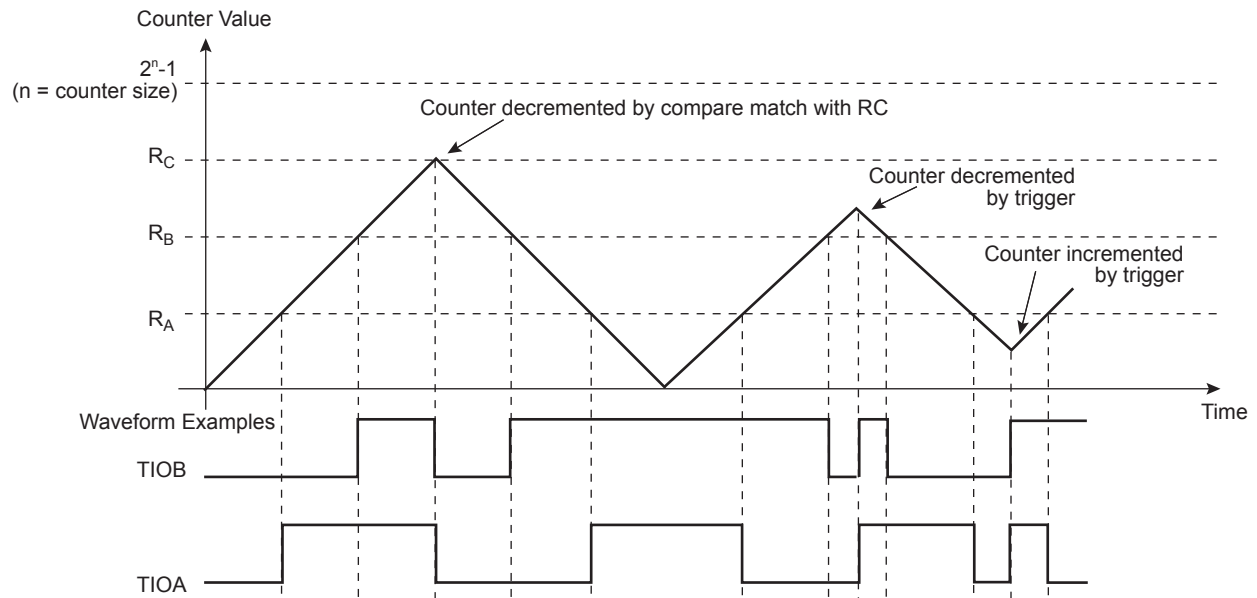 Counter Value
2ⁿ-1
(n = counter size)
Counter decremented by compare match with RC
R_C
Counter decremented
by trigger
R_B
Counter incremented
by trigger
R_A
Time
Waveform Examples
TIOB
TIOA